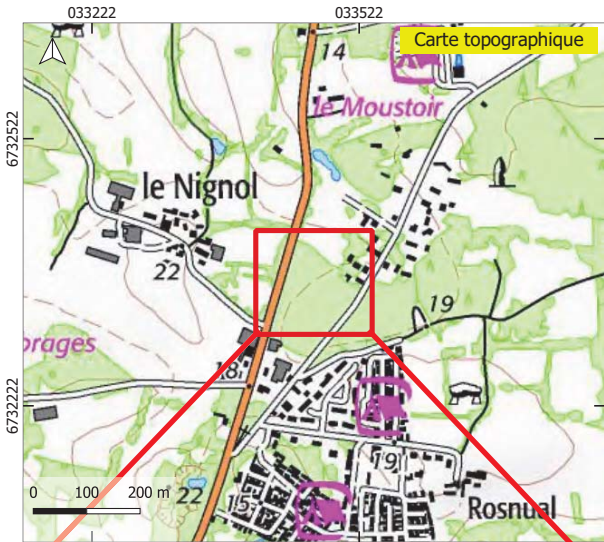 033222
033522
Carte topographique
14
le Moustoir
6732522
le Nignol
22
19
orages
18
6732222
19
0 100 200 m
22
15
Rosnual